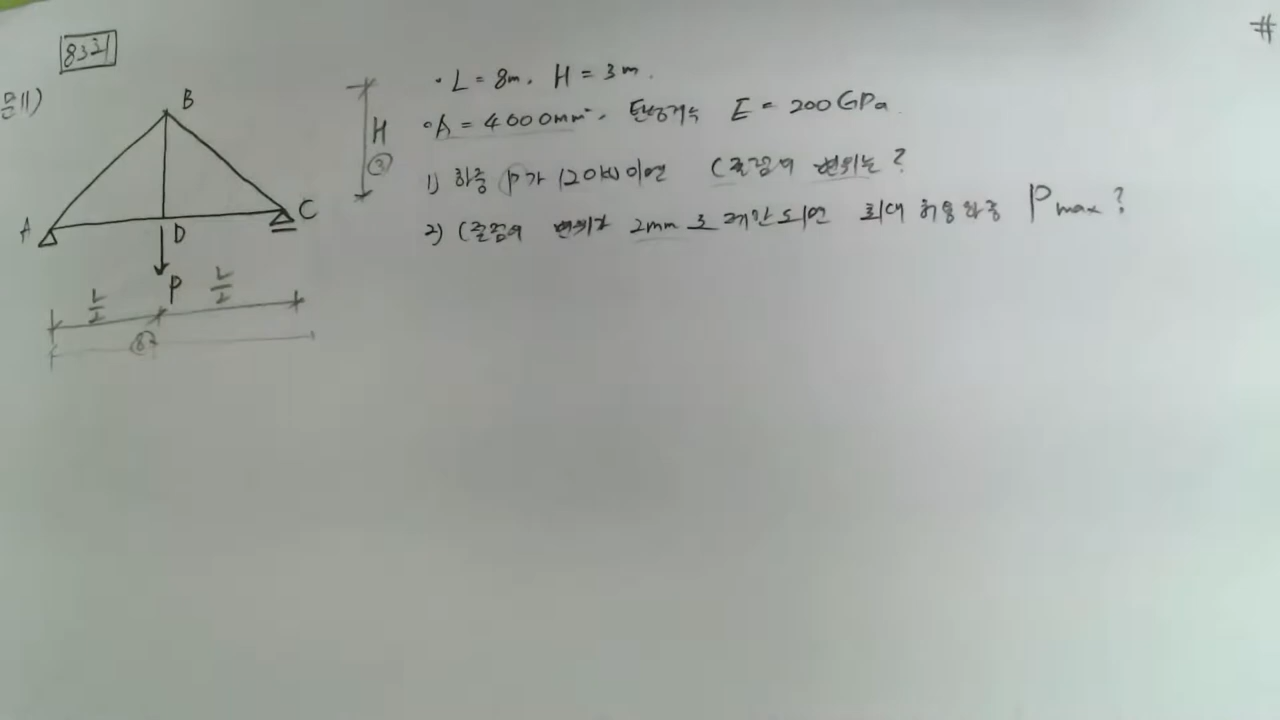 #
83회
문11)
· L = 8m, H = 3m.
· A = 4000mm², 탄성계수 E = 200GPa
1) 하중 P가 120kN이면 C절점의 변위는?
2) C절점의 변위가 2mm로 제한되면 최대 허용하중 Pmax?
B
H
③
A
D
C
P
L/2
L/2
⑧